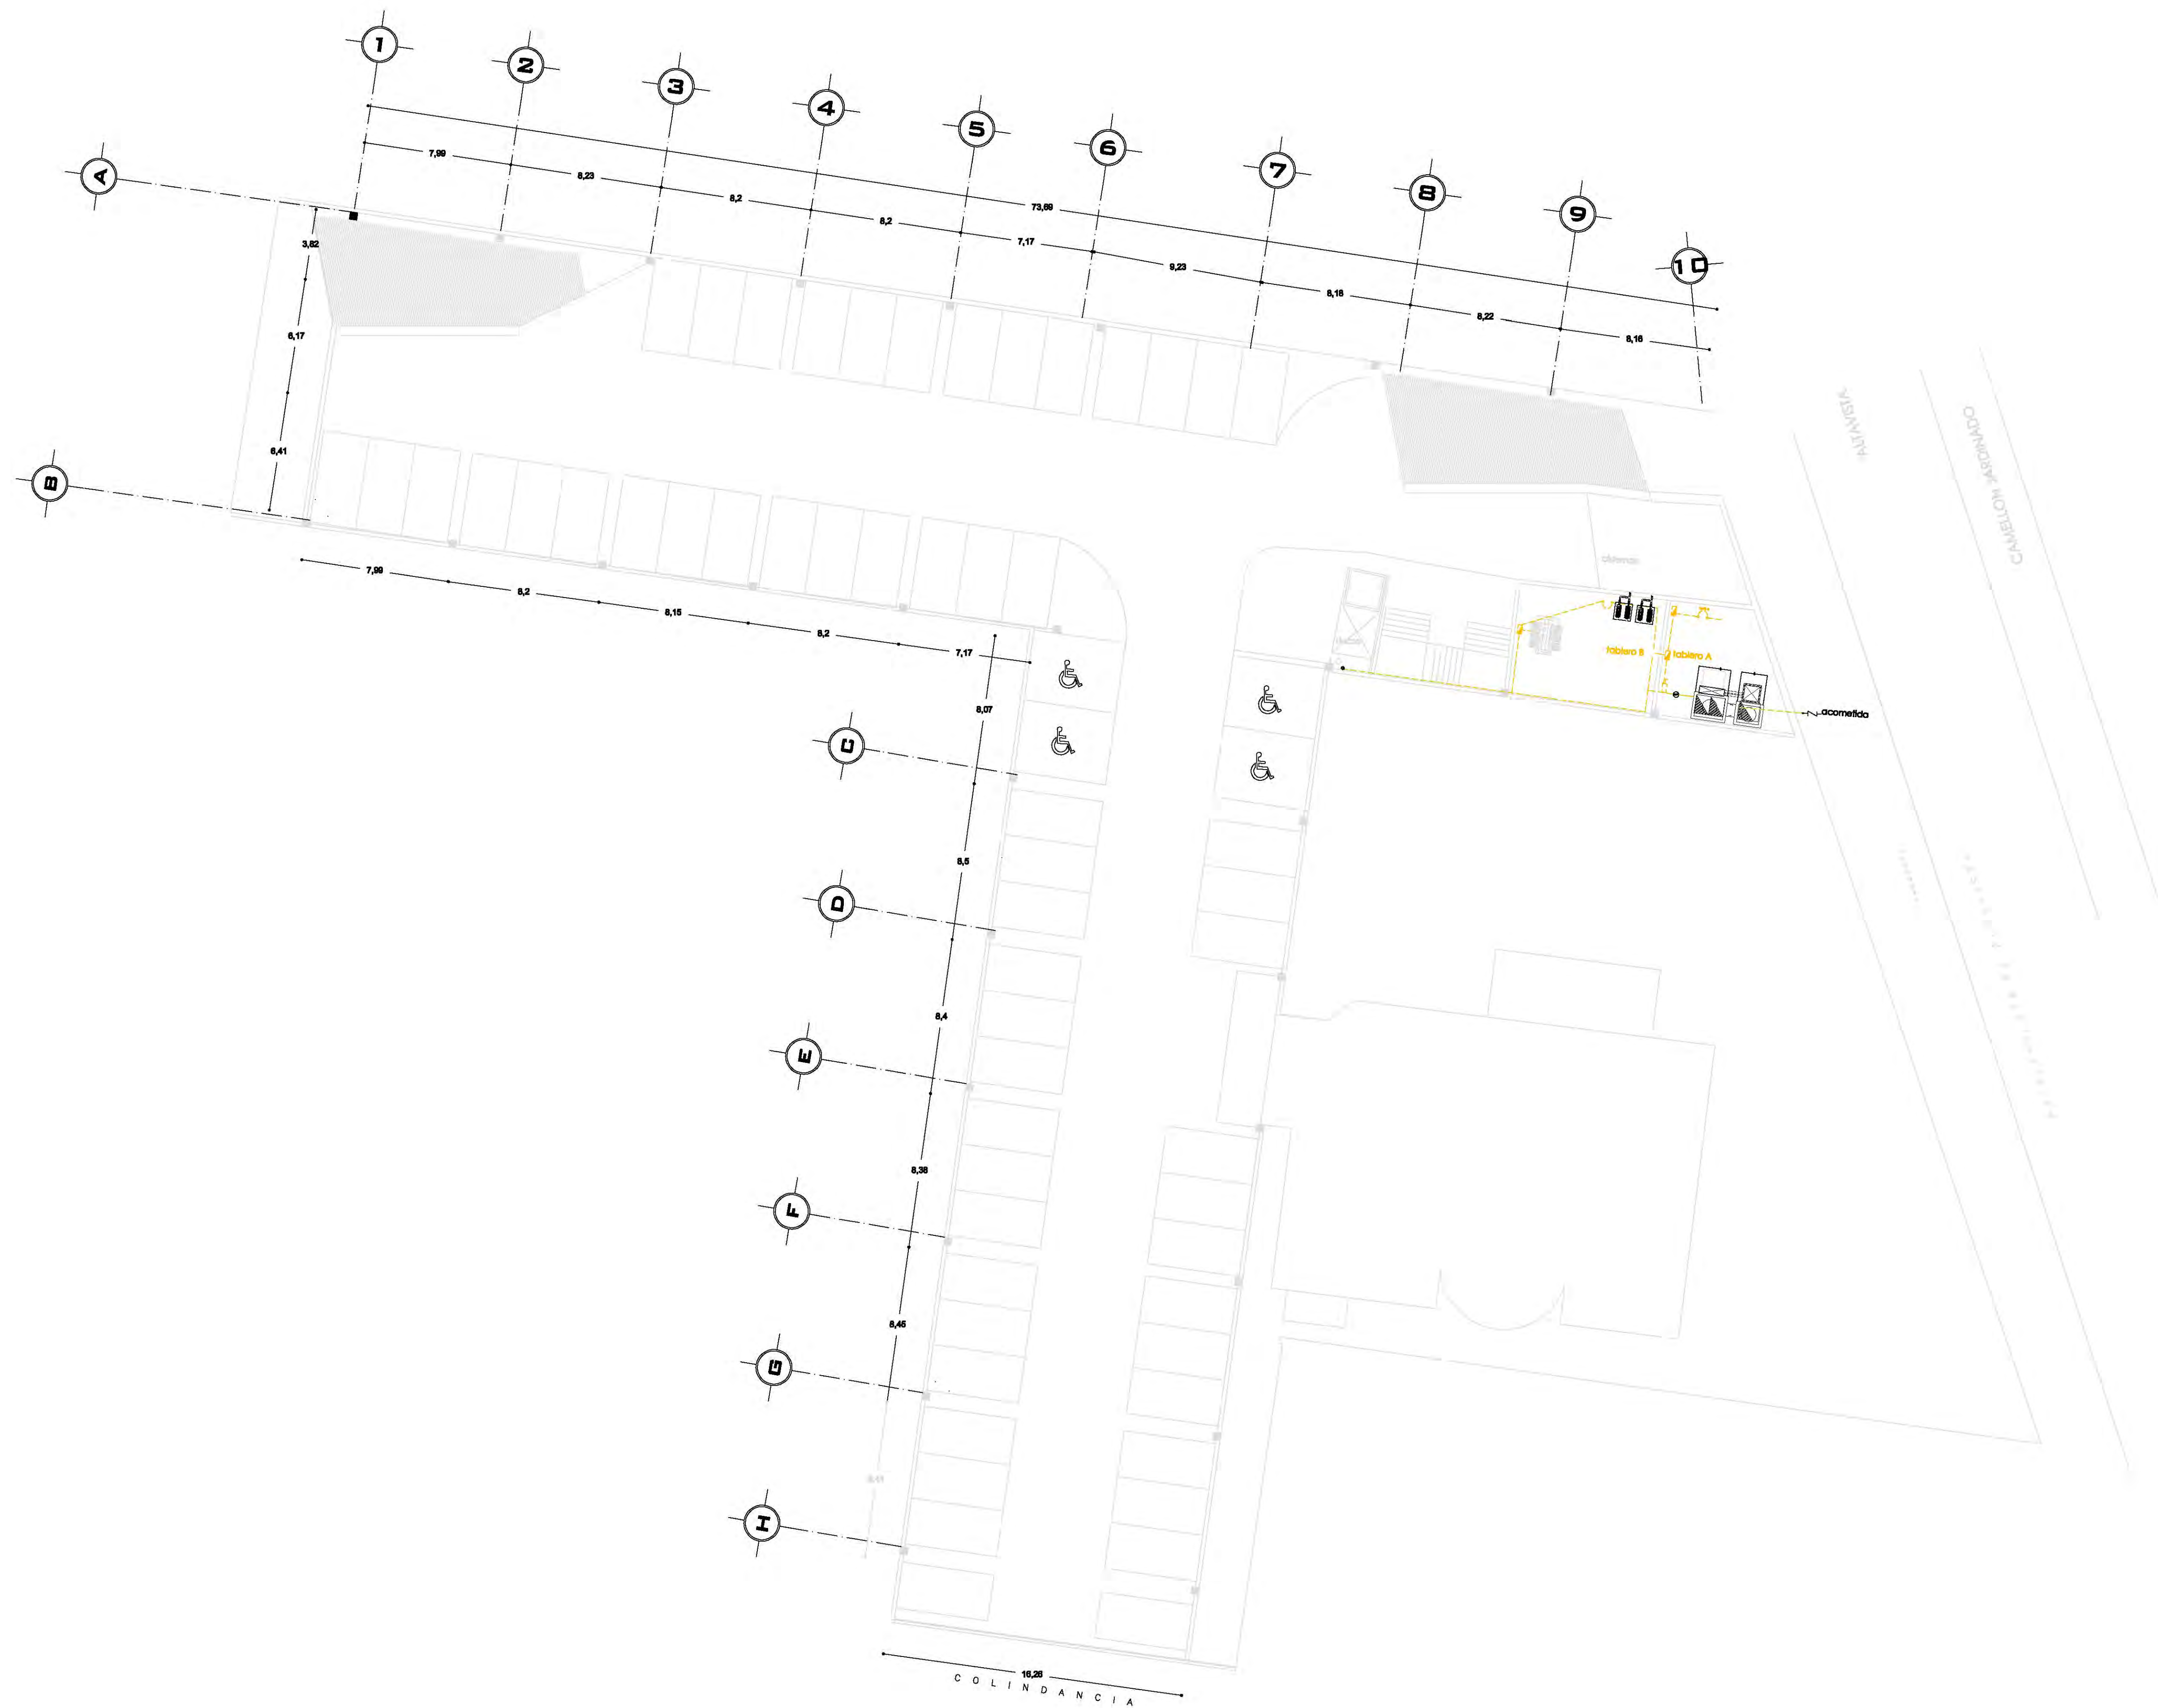 1
2
3
4
5
6
7
8
9
10
A
7,99
8,23
8,2
8,2
73,69
7,17
9,23
8,18
8,22
8,16
3,82
6,17
6,41
B
ALTAVISTA
CAMELLON ARBOLADO
7,99
8,2
8,15
8,2
7,17
cisterna
tablero B
tablero A
acometida
8,07
C
8,5
D
8,4
E
8,38
F
8,45
G
H
16,26
COLINDANCIA